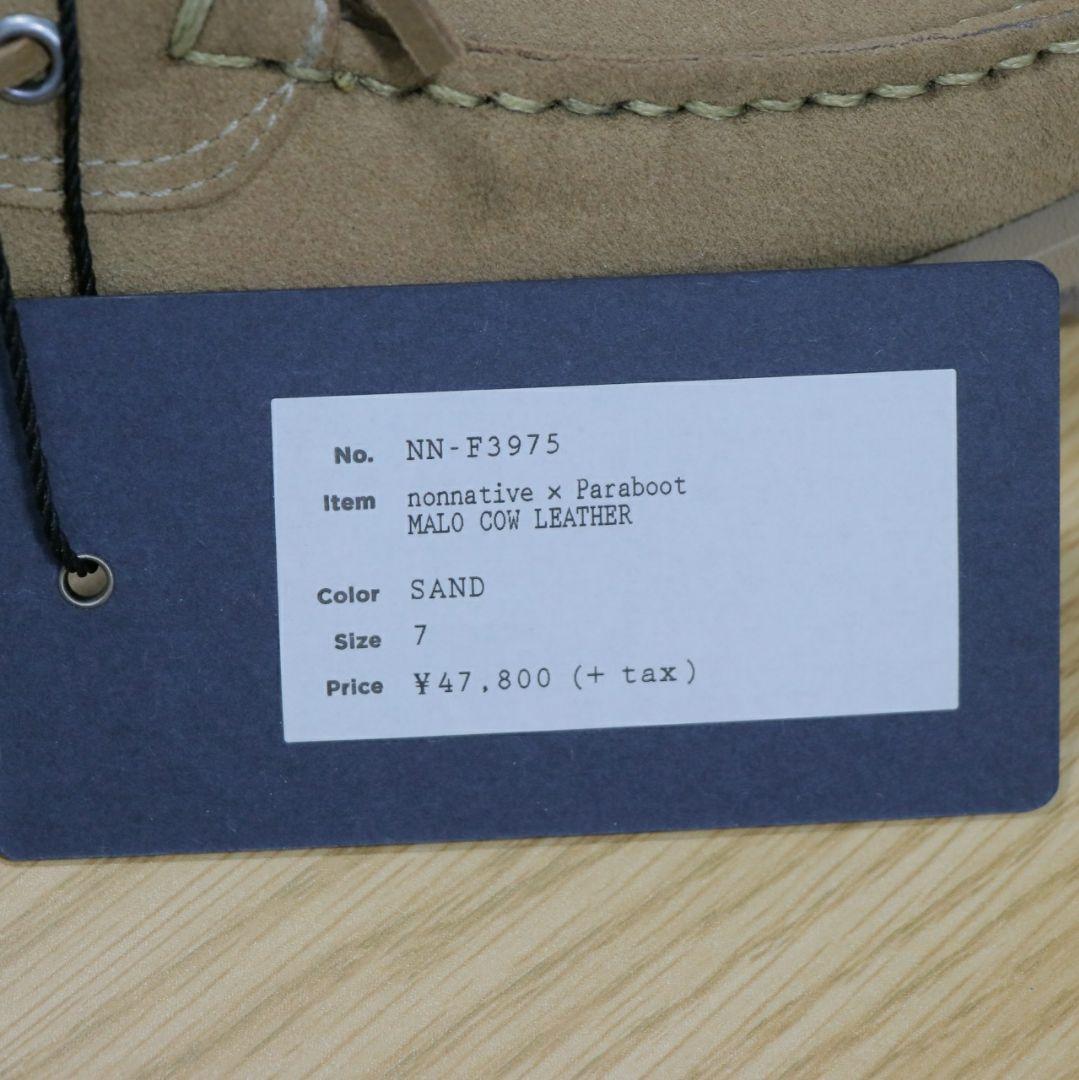 No. NN-F3975
Item nonnative × Paraboot
MALO COW LEATHER
Color SAND
Size 7
Price ¥47,800 (+ tax)